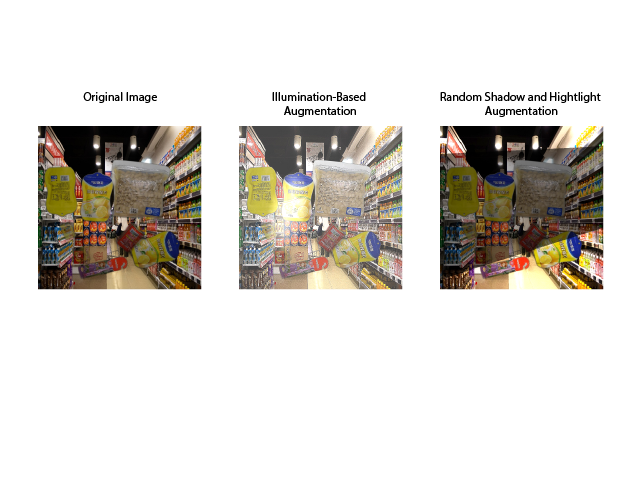 Original Image
Illumination-Based
Augmentation
Random Shadow and Hightlight
Augmentation